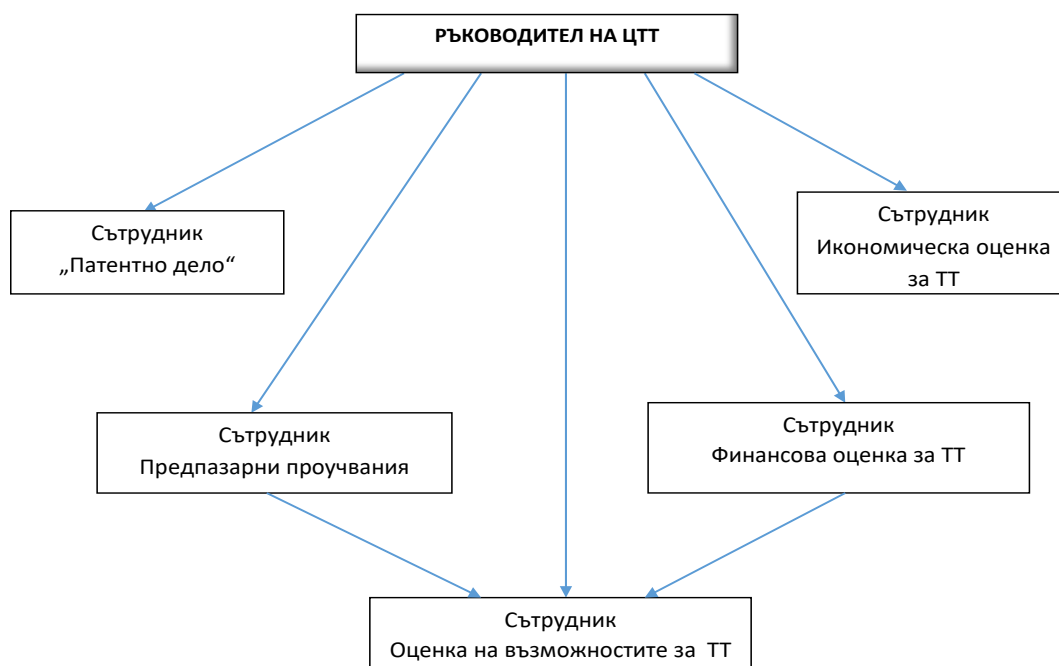 РЪКОВОДИТЕЛ НА ЦТТ
Сътрудник
„Патентно дело“
Сътрудник
Икономическа оценка
за ТТ
Сътрудник
Предпазарни проучвания
Сътрудник
Финансова оценка за ТТ
Сътрудник
Оценка на възможностите за ТТ